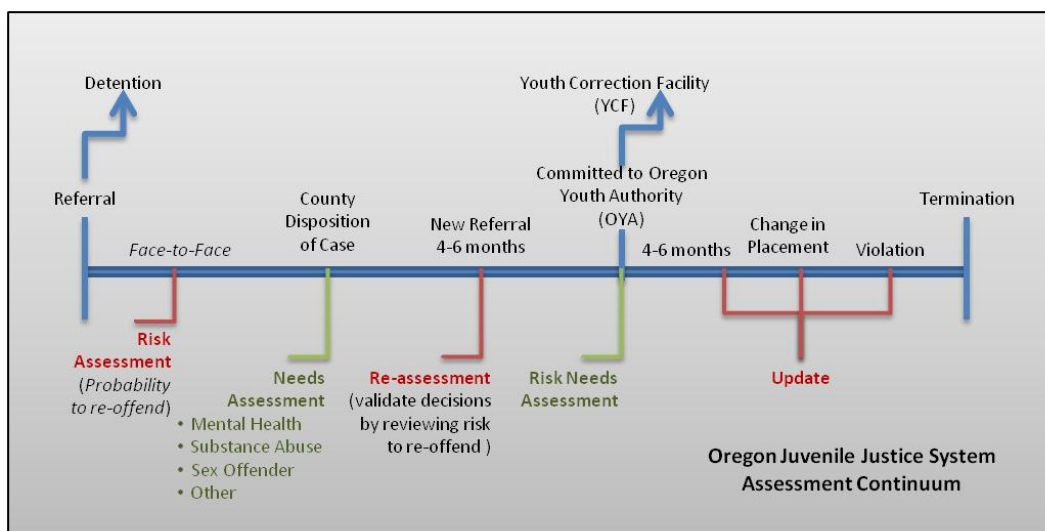 Detention
Youth Correction Facility
(YCF)
Referral
County
Disposition
of Case
New Referral
4-6 months
Committed to Oregon
Youth Authority
(OYA)
Termination
Face-to-Face
4-6 months
Change in
Placement
Violation
Risk
Assessment
(Probability
to re-offend)
Needs
Assessment
• Mental Health
• Substance Abuse
• Sex Offender
• Other
Re-assessment
(validate decisions
by reviewing risk
to re-offend )
Risk Needs
Assessment
Update
Oregon Juvenile Justice System
Assessment Continuum